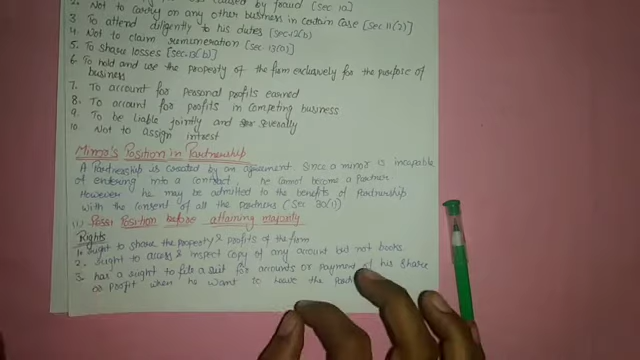 2. Not to carry on any other business in certain case [Sec 11(2)]
3. To attend diligently to his duties [Sec 12(b)]
4. Not to claim remuneration [Sec. 13(a)]
5. To share losses [Sec-13(b)]
6. To hold and use the property of the firm exclusively for the purpose of
business
7. To account for personal profits earned
8. To account for profits in competing business
9. To be liable jointly and severally
10. Not to assign intrest
Minor's Position in Partnership
A Partnership is created by an agreement. Since a minor is incapable
of entering into a contract, he cannot become a Partner.
However he may be admitted to the benefits of Partnership
with the consent of all the Partners (Sec 30(1))
(1) Possi Position before attaining majority
Rights
1. Right to share the property & profits of the firm
2. Right to access & inspect copy of any account but not books
3. has a right to file a suit for accounts or payment of his share
or profit when he want to leave the